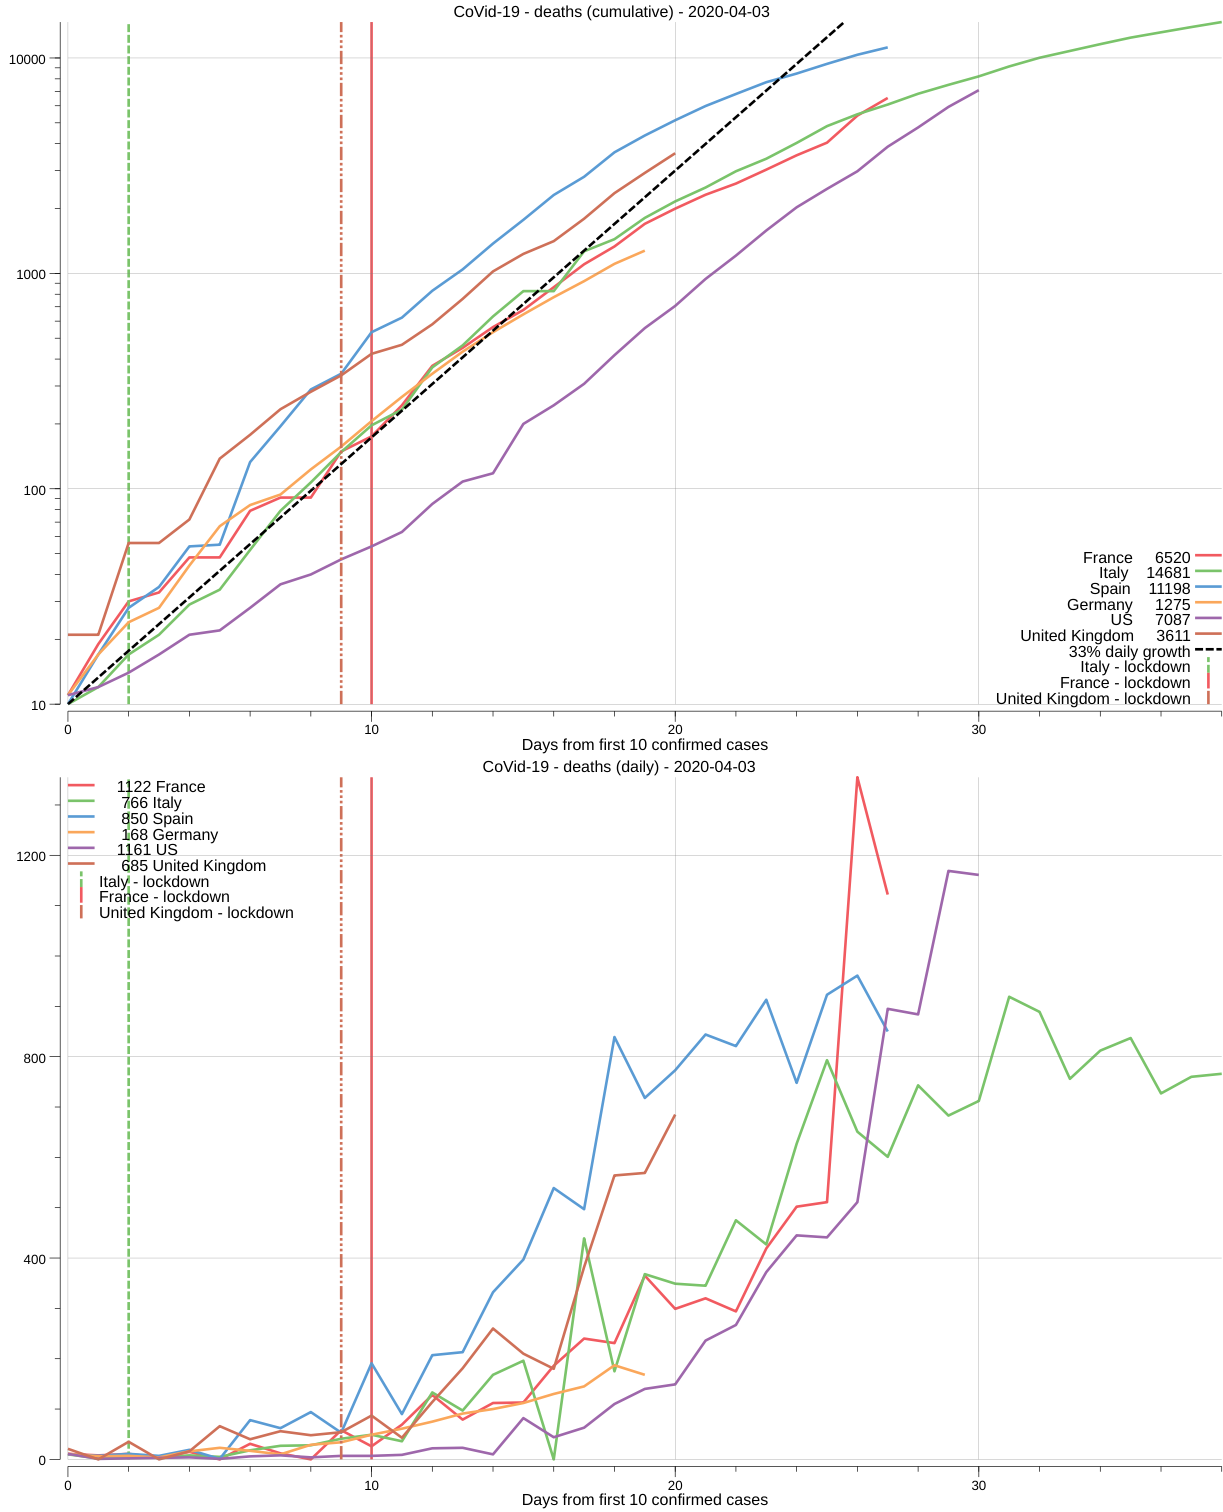 CoVid-19 - deaths (cumulative) - 2020-04-03
10000
1000
100
10
France 6520
Italy 14681
Spain 11198
Germany 1275
US 7087
United Kingdom 3611
33% daily growth
Italy - lockdown
France - lockdown
United Kingdom - lockdown
0 10 20 30
Days from first 10 confirmed cases
CoVid-19 - deaths (daily) - 2020-04-03
1122 France
766 Italy
850 Spain
168 Germany
1161 US
685 United Kingdom
Italy - lockdown
France - lockdown
United Kingdom - lockdown
1200
800
400
0
0 10 20 30
Days from first 10 confirmed cases